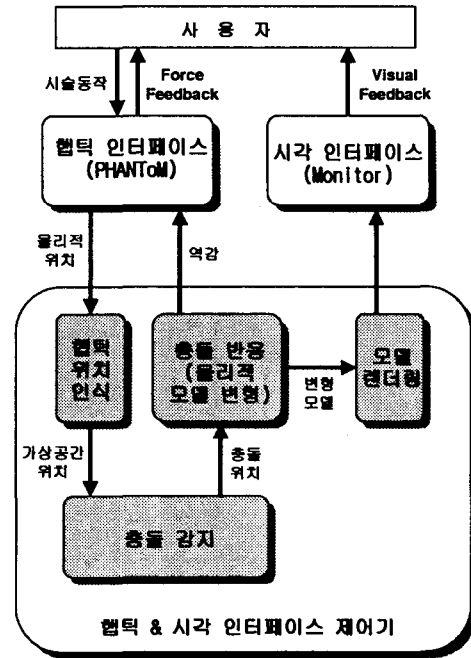 사 용 자
시술동작
Force
Feedback
Visual
Feedback
햅틱 인터페이스
(PHANToM)
시각 인터페이스
(Monitor)
물리적
위치
역감
햅틱
위치
인식
충돌 반응
(물리적
모델 변형)
변형
모델
모델
렌더링
가상공간
위치
충돌
위치
충돌 감지
햅틱 & 시각 인터페이스 제어기